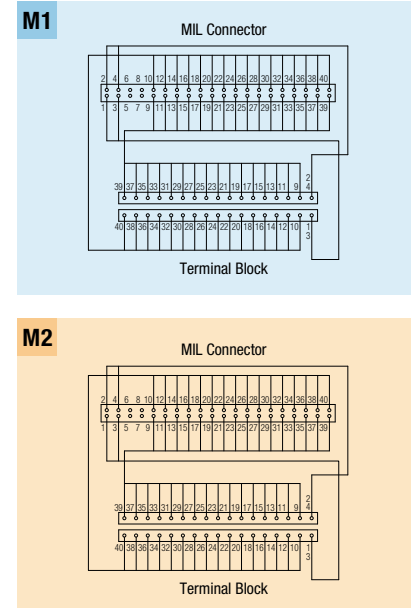 M1
MIL Connector
2 4 6 8 10 12 14 16 18 20 22 24 26 28 30 32 34 36 38 40
1 3 5 7 9 11 13 15 17 19 21 23 25 27 29 31 33 35 37 39
2
39 37 35 33 31 29 27 25 23 21 19 17 15 13 11 9 4
40 38 36 34 32 30 28 26 24 22 20 18 16 14 12 10 1
3
Terminal Block
M2
MIL Connector
2 4 6 8 10 12 14 16 18 20 22 24 26 28 30 32 34 36 38 40
1 3 5 7 9 11 13 15 17 19 21 23 25 27 29 31 33 35 37 39
2
39 37 35 33 31 29 27 25 23 21 19 17 15 13 11 9 4
40 38 36 34 32 30 28 26 24 22 20 18 16 14 12 10 1
3
Terminal Block